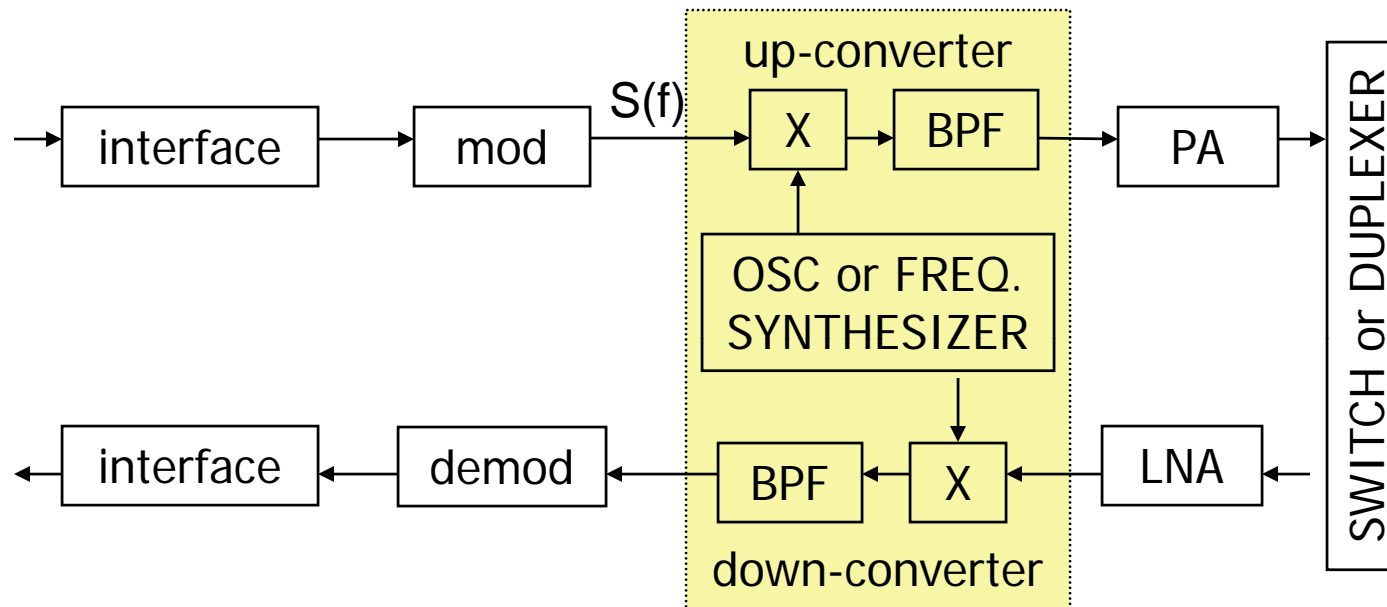 up-converter
S(f)
interface
mod
X
BPF
PA
OSC or FREQ.
SYNTHESIZER
interface
demod
BPF
X
LNA
down-converter
SWITCH or DUPLEXER